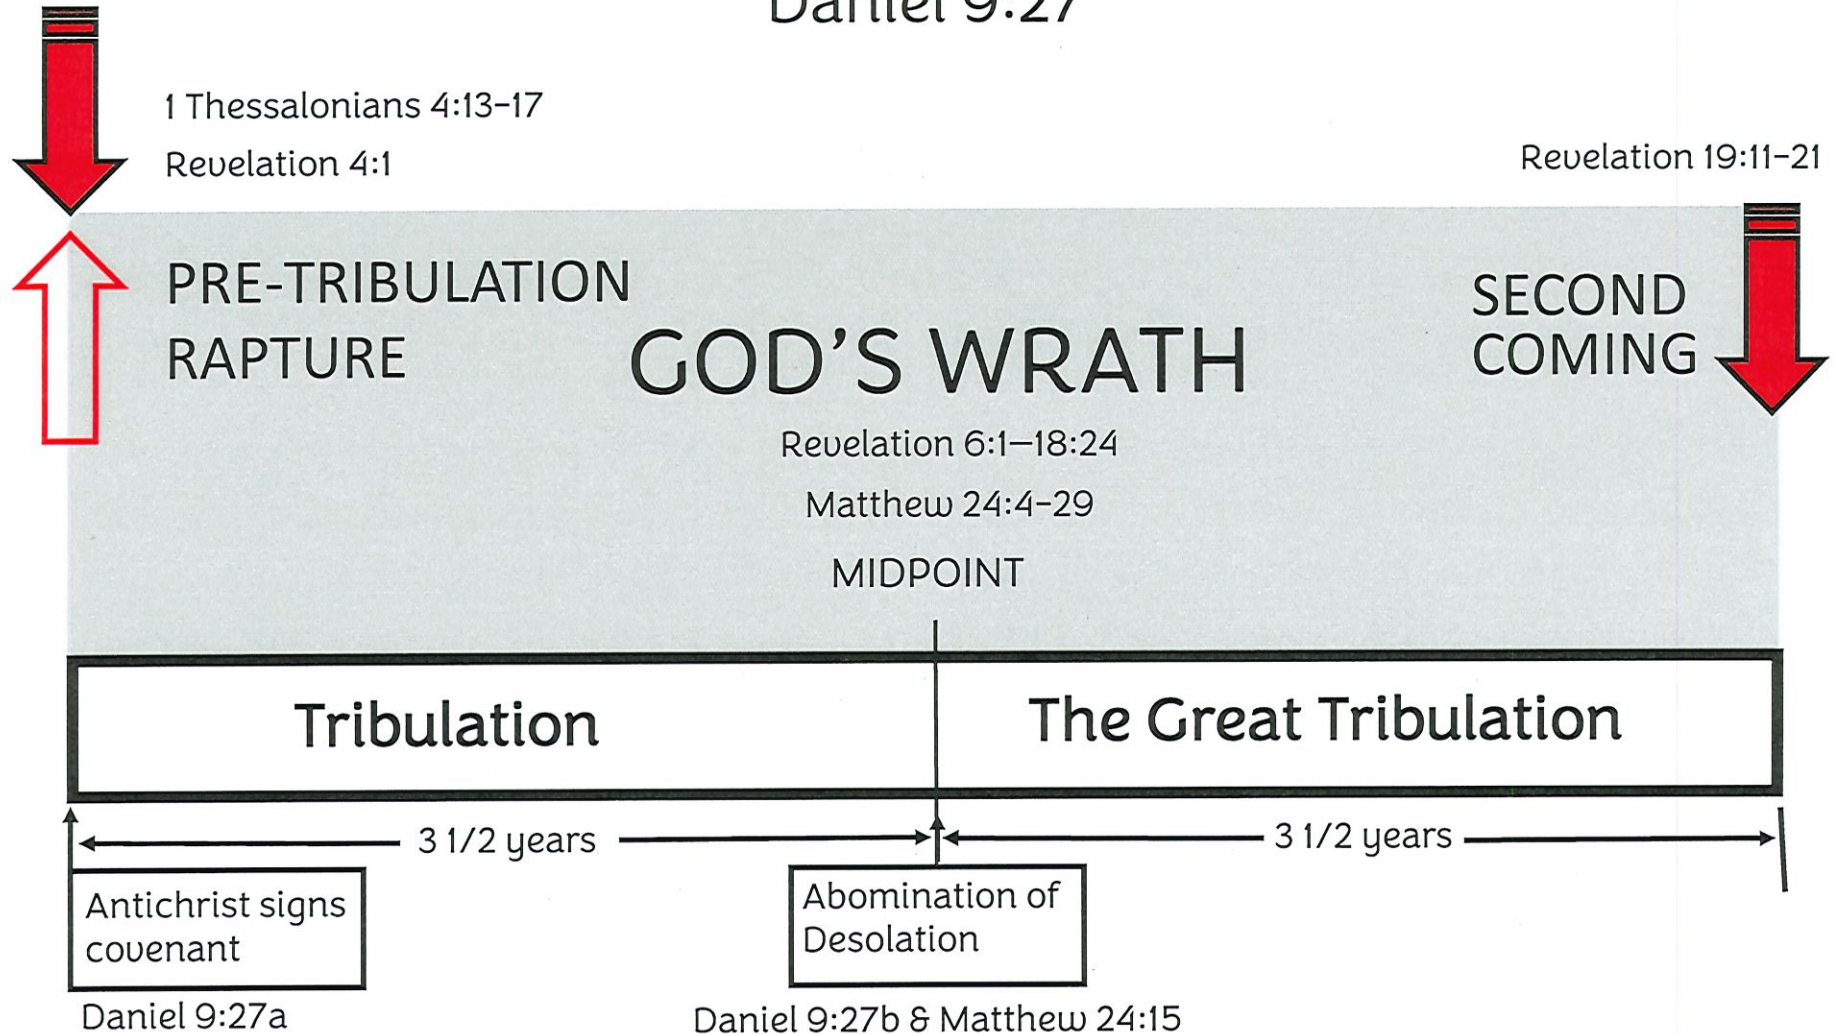 Daniel 9:27
1 Thessalonians 4:13–17
Revelation 4:1
Revelation 19:11–21
PRE-TRIBULATION
RAPTURE
SECOND
COMING
GOD'S WRATH
Revelation 6:1—18:24
Matthew 24:4–29
MIDPOINT
Tribulation
The Great Tribulation
3 1/2 years
3 1/2 years
Antichrist signs
covenant
Abomination of
Desolation
Daniel 9:27a
Daniel 9:27b & Matthew 24:15